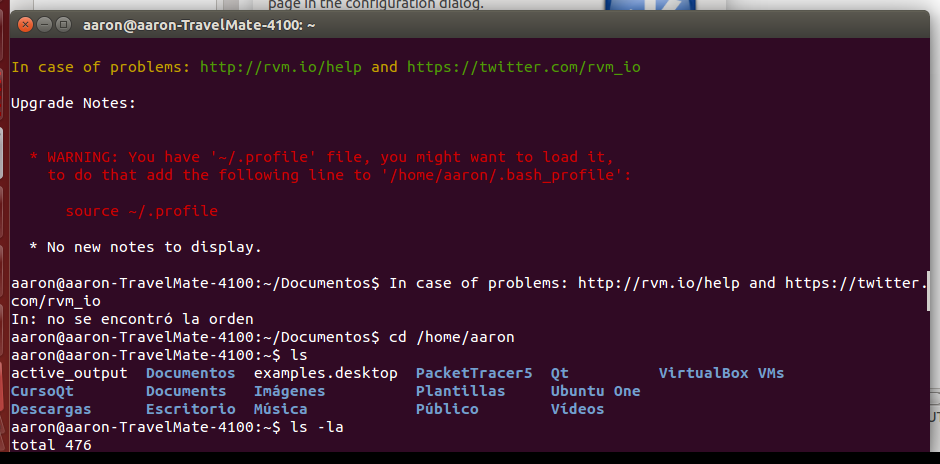 page in the configuration dialog.
aaron@aaron-TravelMate-4100: ~
In case of problems: http://rvm.io/help and https://twitter.com/rvm_io
Upgrade Notes:
* WARNING: You have '~/.profile' file, you might want to load it,
to do that add the following line to '/home/aaron/.bash_profile':
source ~/.profile
* No new notes to display.
aaron@aaron-TravelMate-4100:~/Documentos$ In case of problems: http://rvm.io/help and https://twitter.
com/rvm_io
In: no se encontró la orden
aaron@aaron-TravelMate-4100:~/Documentos$ cd /home/aaron
aaron@aaron-TravelMate-4100:~$ ls
active_output Documentos examples.desktop PacketTracer5 Qt VirtualBox VMs
CursoQt Documents Imágenes Plantillas Ubuntu One
Descargas Escritorio Música Público Vídeos
aaron@aaron-TravelMate-4100:~$ ls -la
total 476